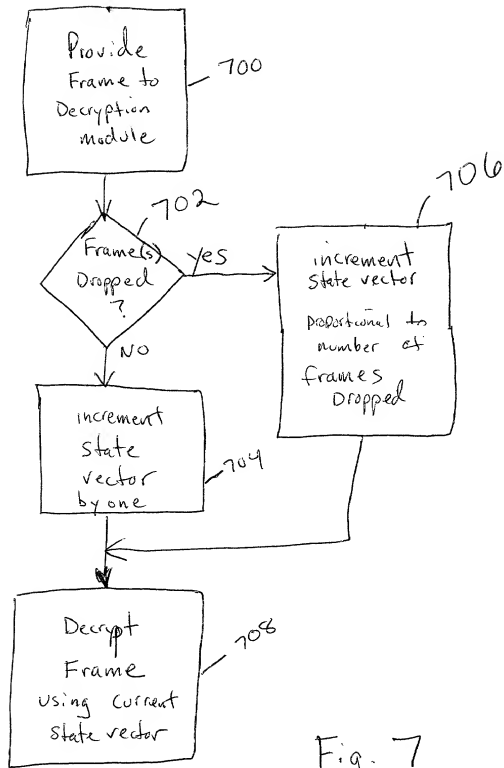 Provide
Frame to
Decryption
module
700
702
Frame(s)
Dropped
?
Yes
706
increment
State vector
proportional to
number of
frames
Dropped
NO
increment
State
vector
by one
704
Decrypt
Frame
using current
State vector
708
Fig. 7